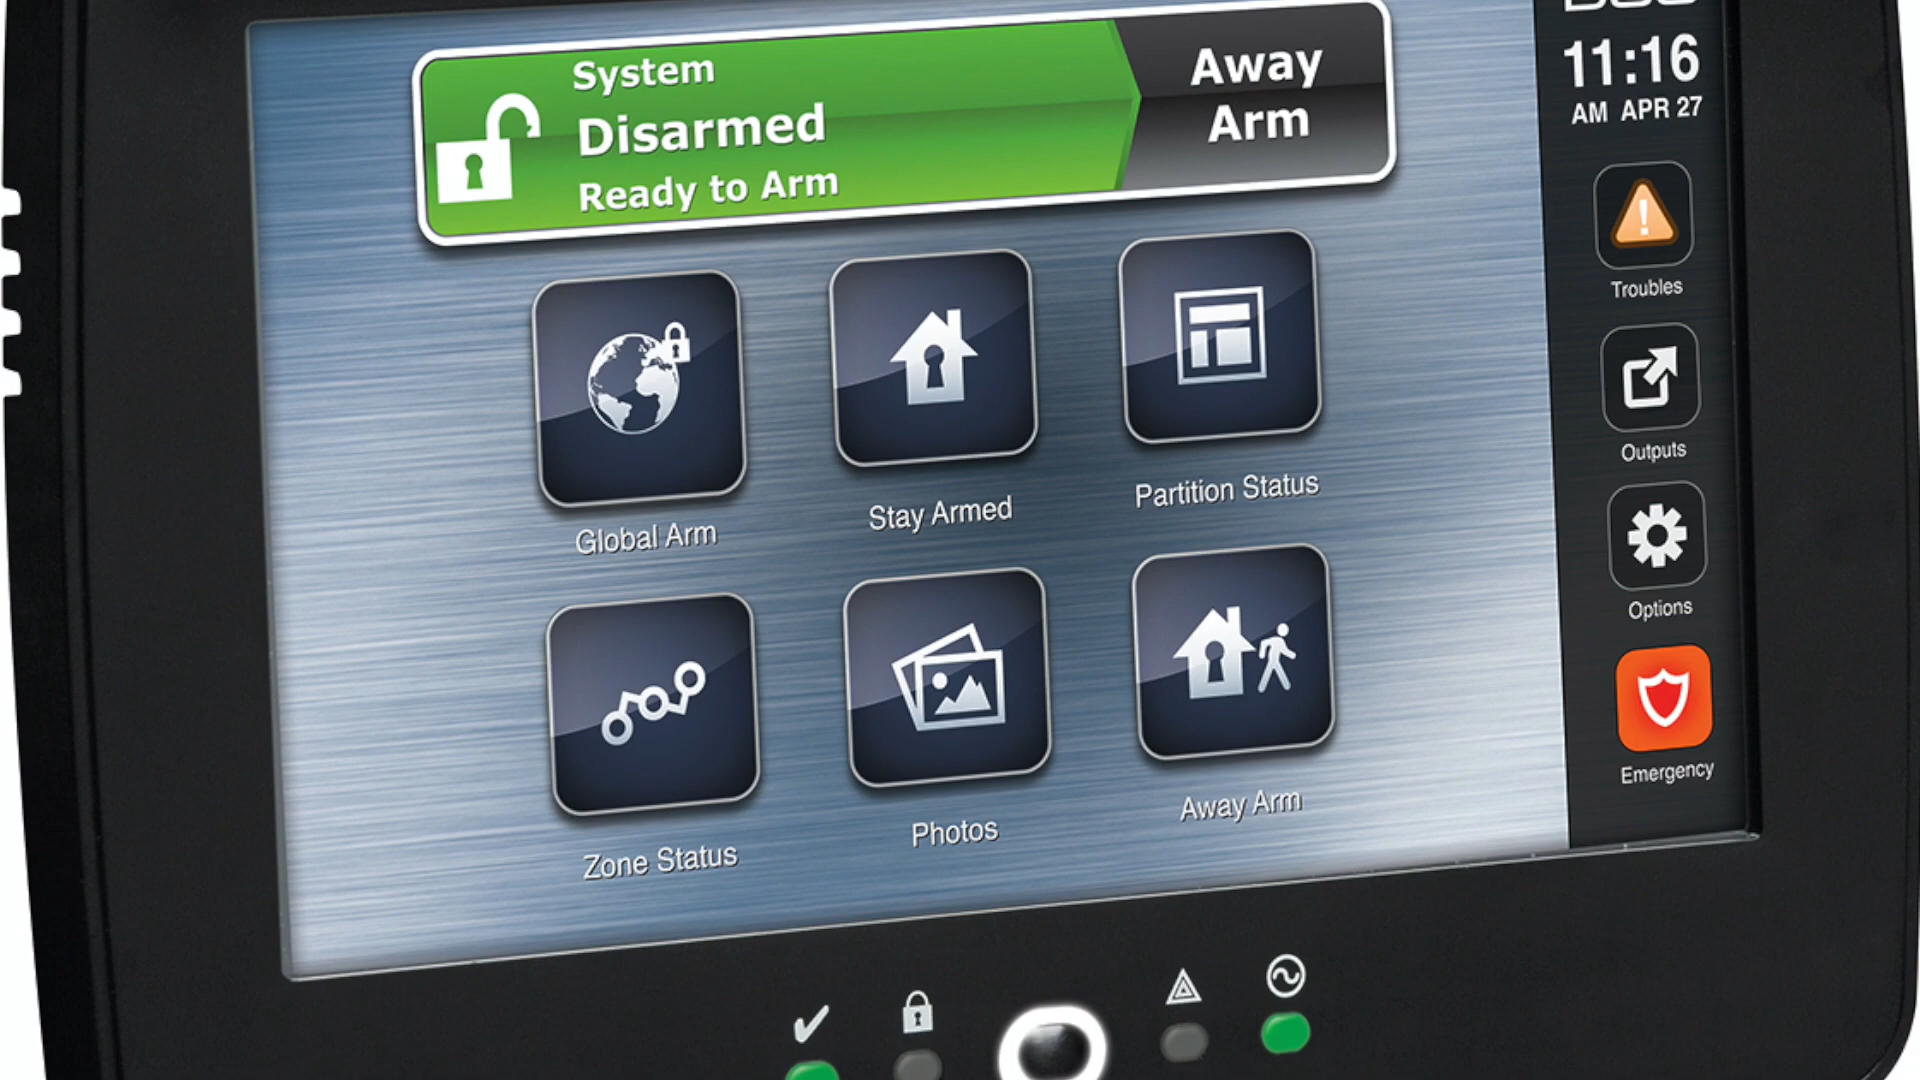 System
Disarmed
Ready to Arm
Away
Arm
11:16
AM APR 27
Troubles
Outputs
Options
Emergency
Global Arm
Stay Armed
Partition Status
Zone Status
Photos
Away Arm